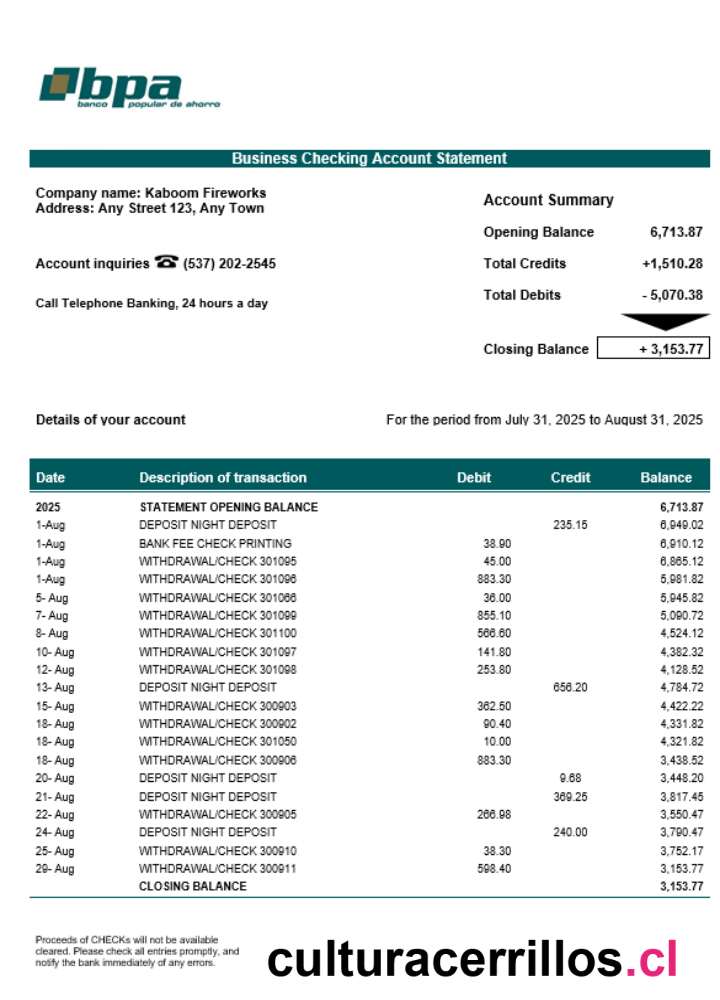 bpa
banco popular de ahorro
Business Checking Account Statement
Company name: Kaboom Fireworks
Address: Any Street 123, Any Town
Account inquiries ☎ (537) 202-2545
Call Telephone Banking, 24 hours a day
Account Summary
Opening Balance 6,713.87
Total Credits +1,510.28
Total Debits - 5,070.38
Closing Balance + 3,153.77
Details of your account For the period from July 31, 2025 to August 31, 2025
Date Description of transaction Debit Credit Balance
2025 STATEMENT OPENING BALANCE 6,713.87
1-Aug DEPOSIT NIGHT DEPOSIT 235.15 6,949.02
1-Aug BANK FEE CHECK PRINTING 38.90 6,910.12
1-Aug WITHDRAWAL/CHECK 301095 45.00 6,865.12
1-Aug WITHDRAWAL/CHECK 301096 883.30 5,981.82
5- Aug WITHDRAWAL/CHECK 301066 36.00 5,945.82
7- Aug WITHDRAWAL/CHECK 301099 855.10 5,090.72
8- Aug WITHDRAWAL/CHECK 301100 566.60 4,524.12
10- Aug WITHDRAWAL/CHECK 301097 141.80 4,382.32
12- Aug WITHDRAWAL/CHECK 301098 253.80 4,128.52
13- Aug DEPOSIT NIGHT DEPOSIT 656.20 4,784.72
15- Aug WITHDRAWAL/CHECK 300903 362.50 4,422.22
18- Aug WITHDRAWAL/CHECK 300902 90.40 4,331.82
18- Aug WITHDRAWAL/CHECK 301050 10.00 4,321.82
18- Aug WITHDRAWAL/CHECK 300906 883.30 3,438.52
20- Aug DEPOSIT NIGHT DEPOSIT 9.68 3,448.20
21- Aug DEPOSIT NIGHT DEPOSIT 369.25 3,817.45
22- Aug WITHDRAWAL/CHECK 300905 266.98 3,550.47
24- Aug DEPOSIT NIGHT DEPOSIT 240.00 3,790.47
25- Aug WITHDRAWAL/CHECK 300910 38.30 3,752.17
29- Aug WITHDRAWAL/CHECK 300911 598.40 3,153.77
CLOSING BALANCE 3,153.77
Proceeds of CHECKs will not be available
cleared. Please check all entries promptly, and
notify the bank immediately of any errors.
culturacerrillos.cl